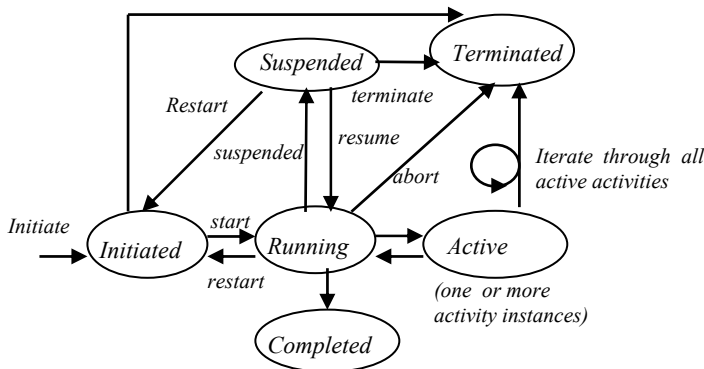 Terminated
Suspended
terminate
Restart
resume
suspended
abort
Iterate through all
active activities
Initiate
Initiated
start
Running
Active
restart
(one or more
activity instances)
Completed